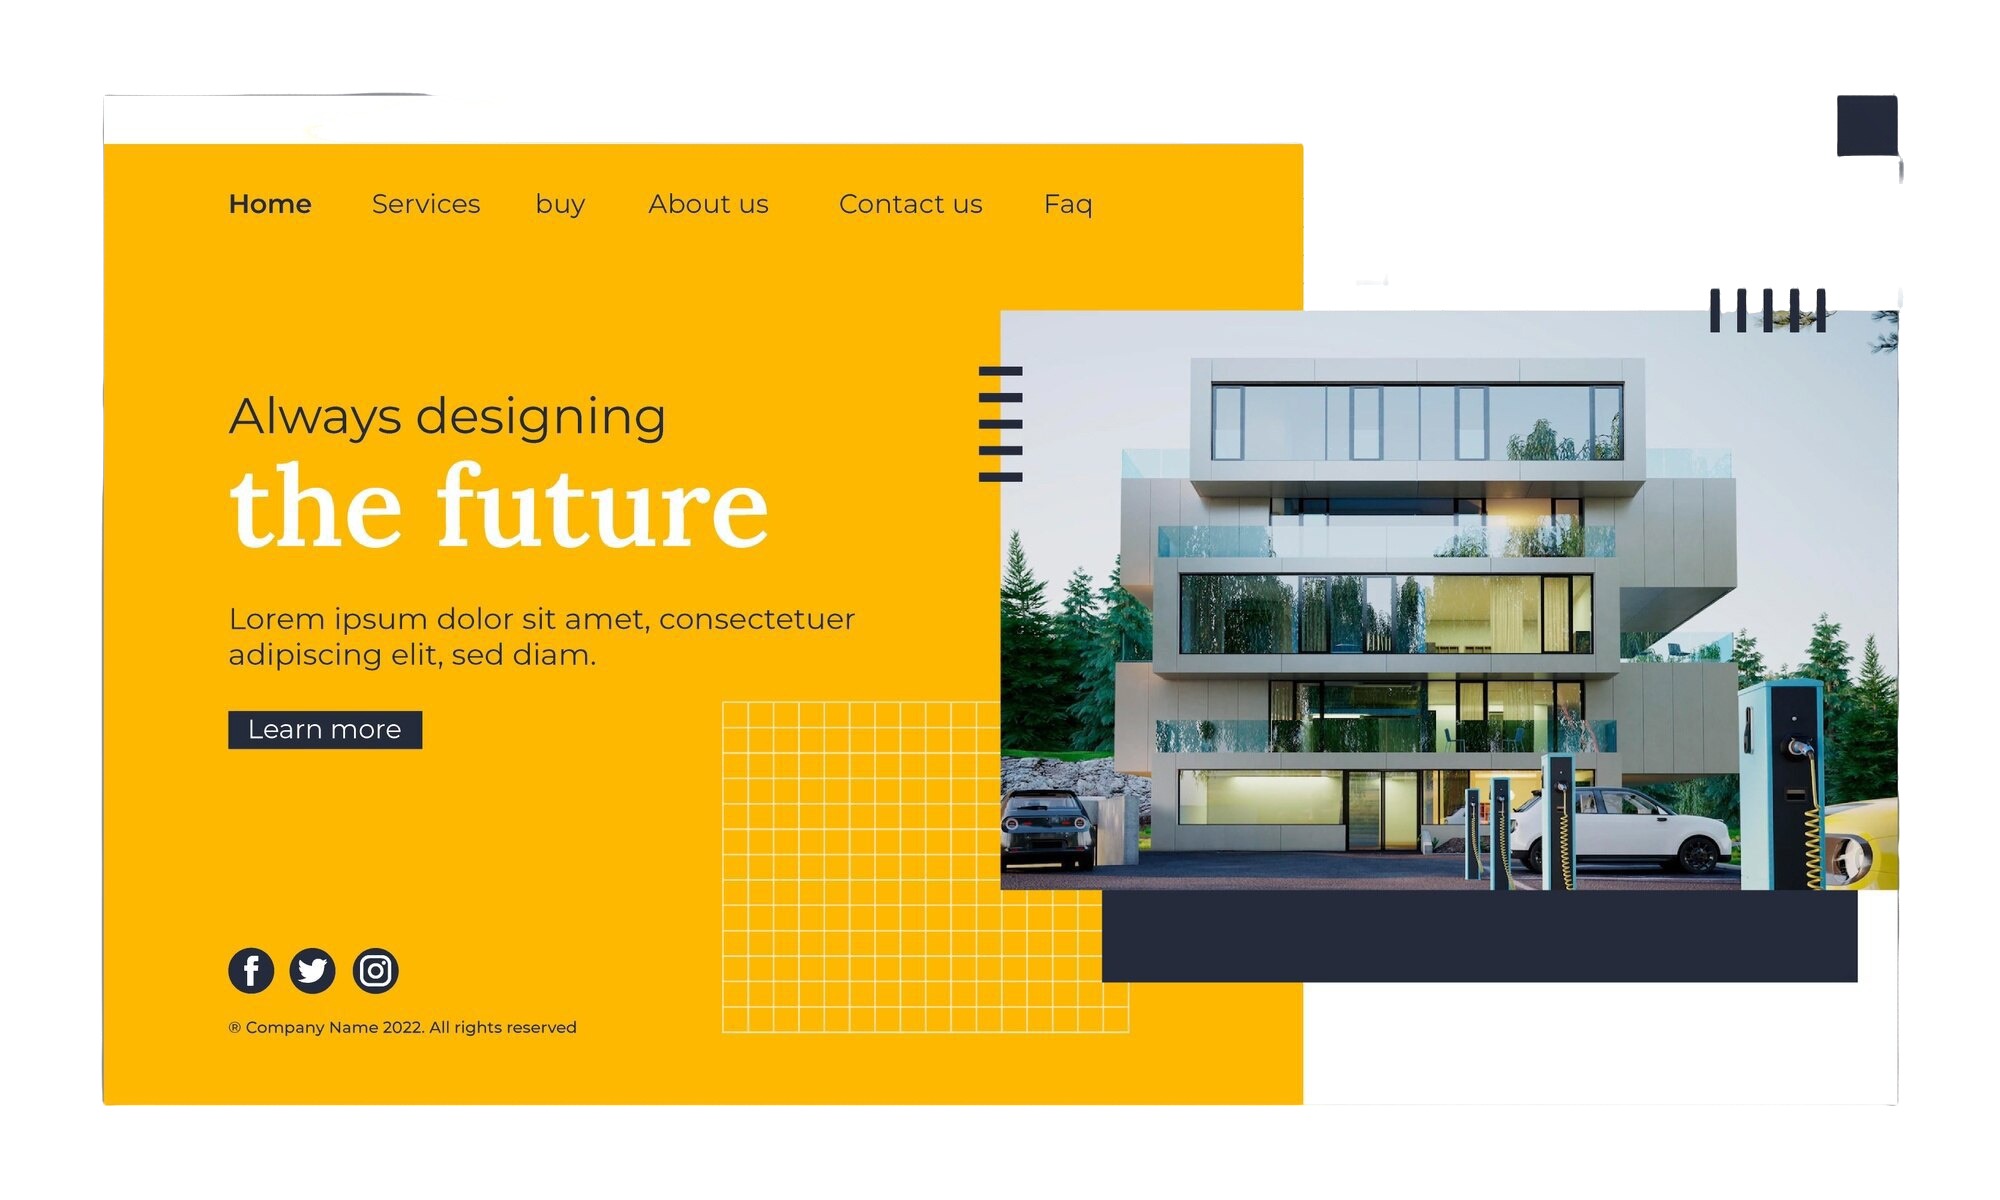 Home Services buy About us Contact us Faq
Always designing
the future
Lorem ipsum dolor sit amet, consectetuer
adipiscing elit, sed diam.
Learn more
® Company Name 2022. All rights reserved